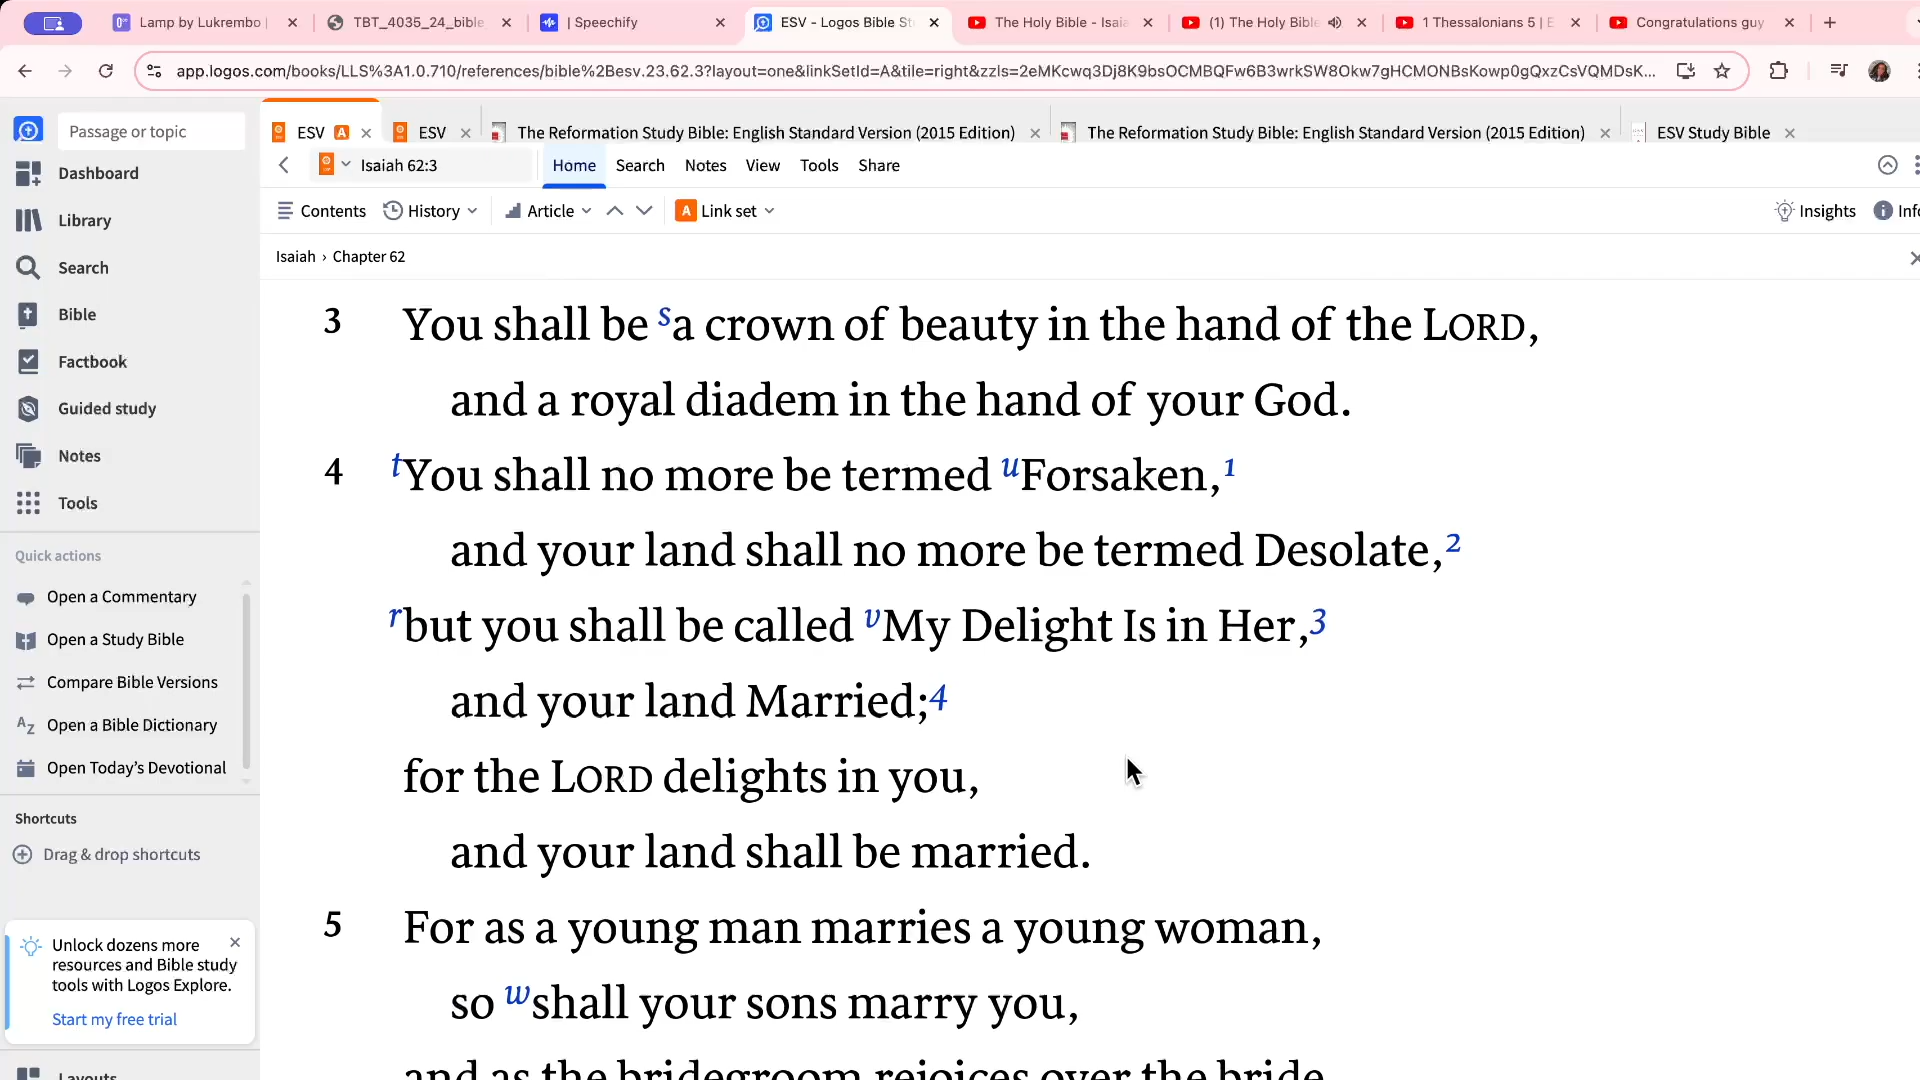 Lamp by Lukrembo |
TBT_4035_24_bible
| Speechify
ESV - Logos Bible St
The Holy Bible - Isaia
(1) The Holy Bible
1 Thessalonians 5 | E
Congratulations guy
app.logos.com/books/LLS%3A1.0.710/references/bible%2Besv.23.62.3?layout=one&linkSetId=A&tile=right&zzls=2eMKcwq3Dj8K9bsOCMBQFw6B3wrkSW8Okw7gHCMONBsKowp0gQxzCsVQMDsK...
Passage or topic
ESV A
ESV
The Reformation Study Bible: English Standard Version (2015 Edition)
The Reformation Study Bible: English Standard Version (2015 Edition)
ESV Study Bible
Isaiah 62:3
Home Search Notes View Tools Share
Contents History Article A Link set Insights Info
Isaiah › Chapter 62
Dashboard
Library
Search
Bible
Factbook
Guided study
Notes
Tools
Quick actions
Open a Commentary
Open a Study Bible
Compare Bible Versions
Open a Bible Dictionary
Open Today's Devotional
Shortcuts
Drag & drop shortcuts
Unlock dozens more
resources and Bible study
tools with Logos Explore.
Start my free trial
Layouts
3 You shall be s a crown of beauty in the hand of the LORD,
and a royal diadem in the hand of your God.
4 t You shall no more be termed u Forsaken,1
and your land shall no more be termed Desolate,2
r but you shall be called v My Delight Is in Her,3
and your land Married;4
for the LORD delights in you,
and your land shall be married.
5 For as a young man marries a young woman,
so w shall your sons marry you,
and as the bridegroom rejoices over the bride